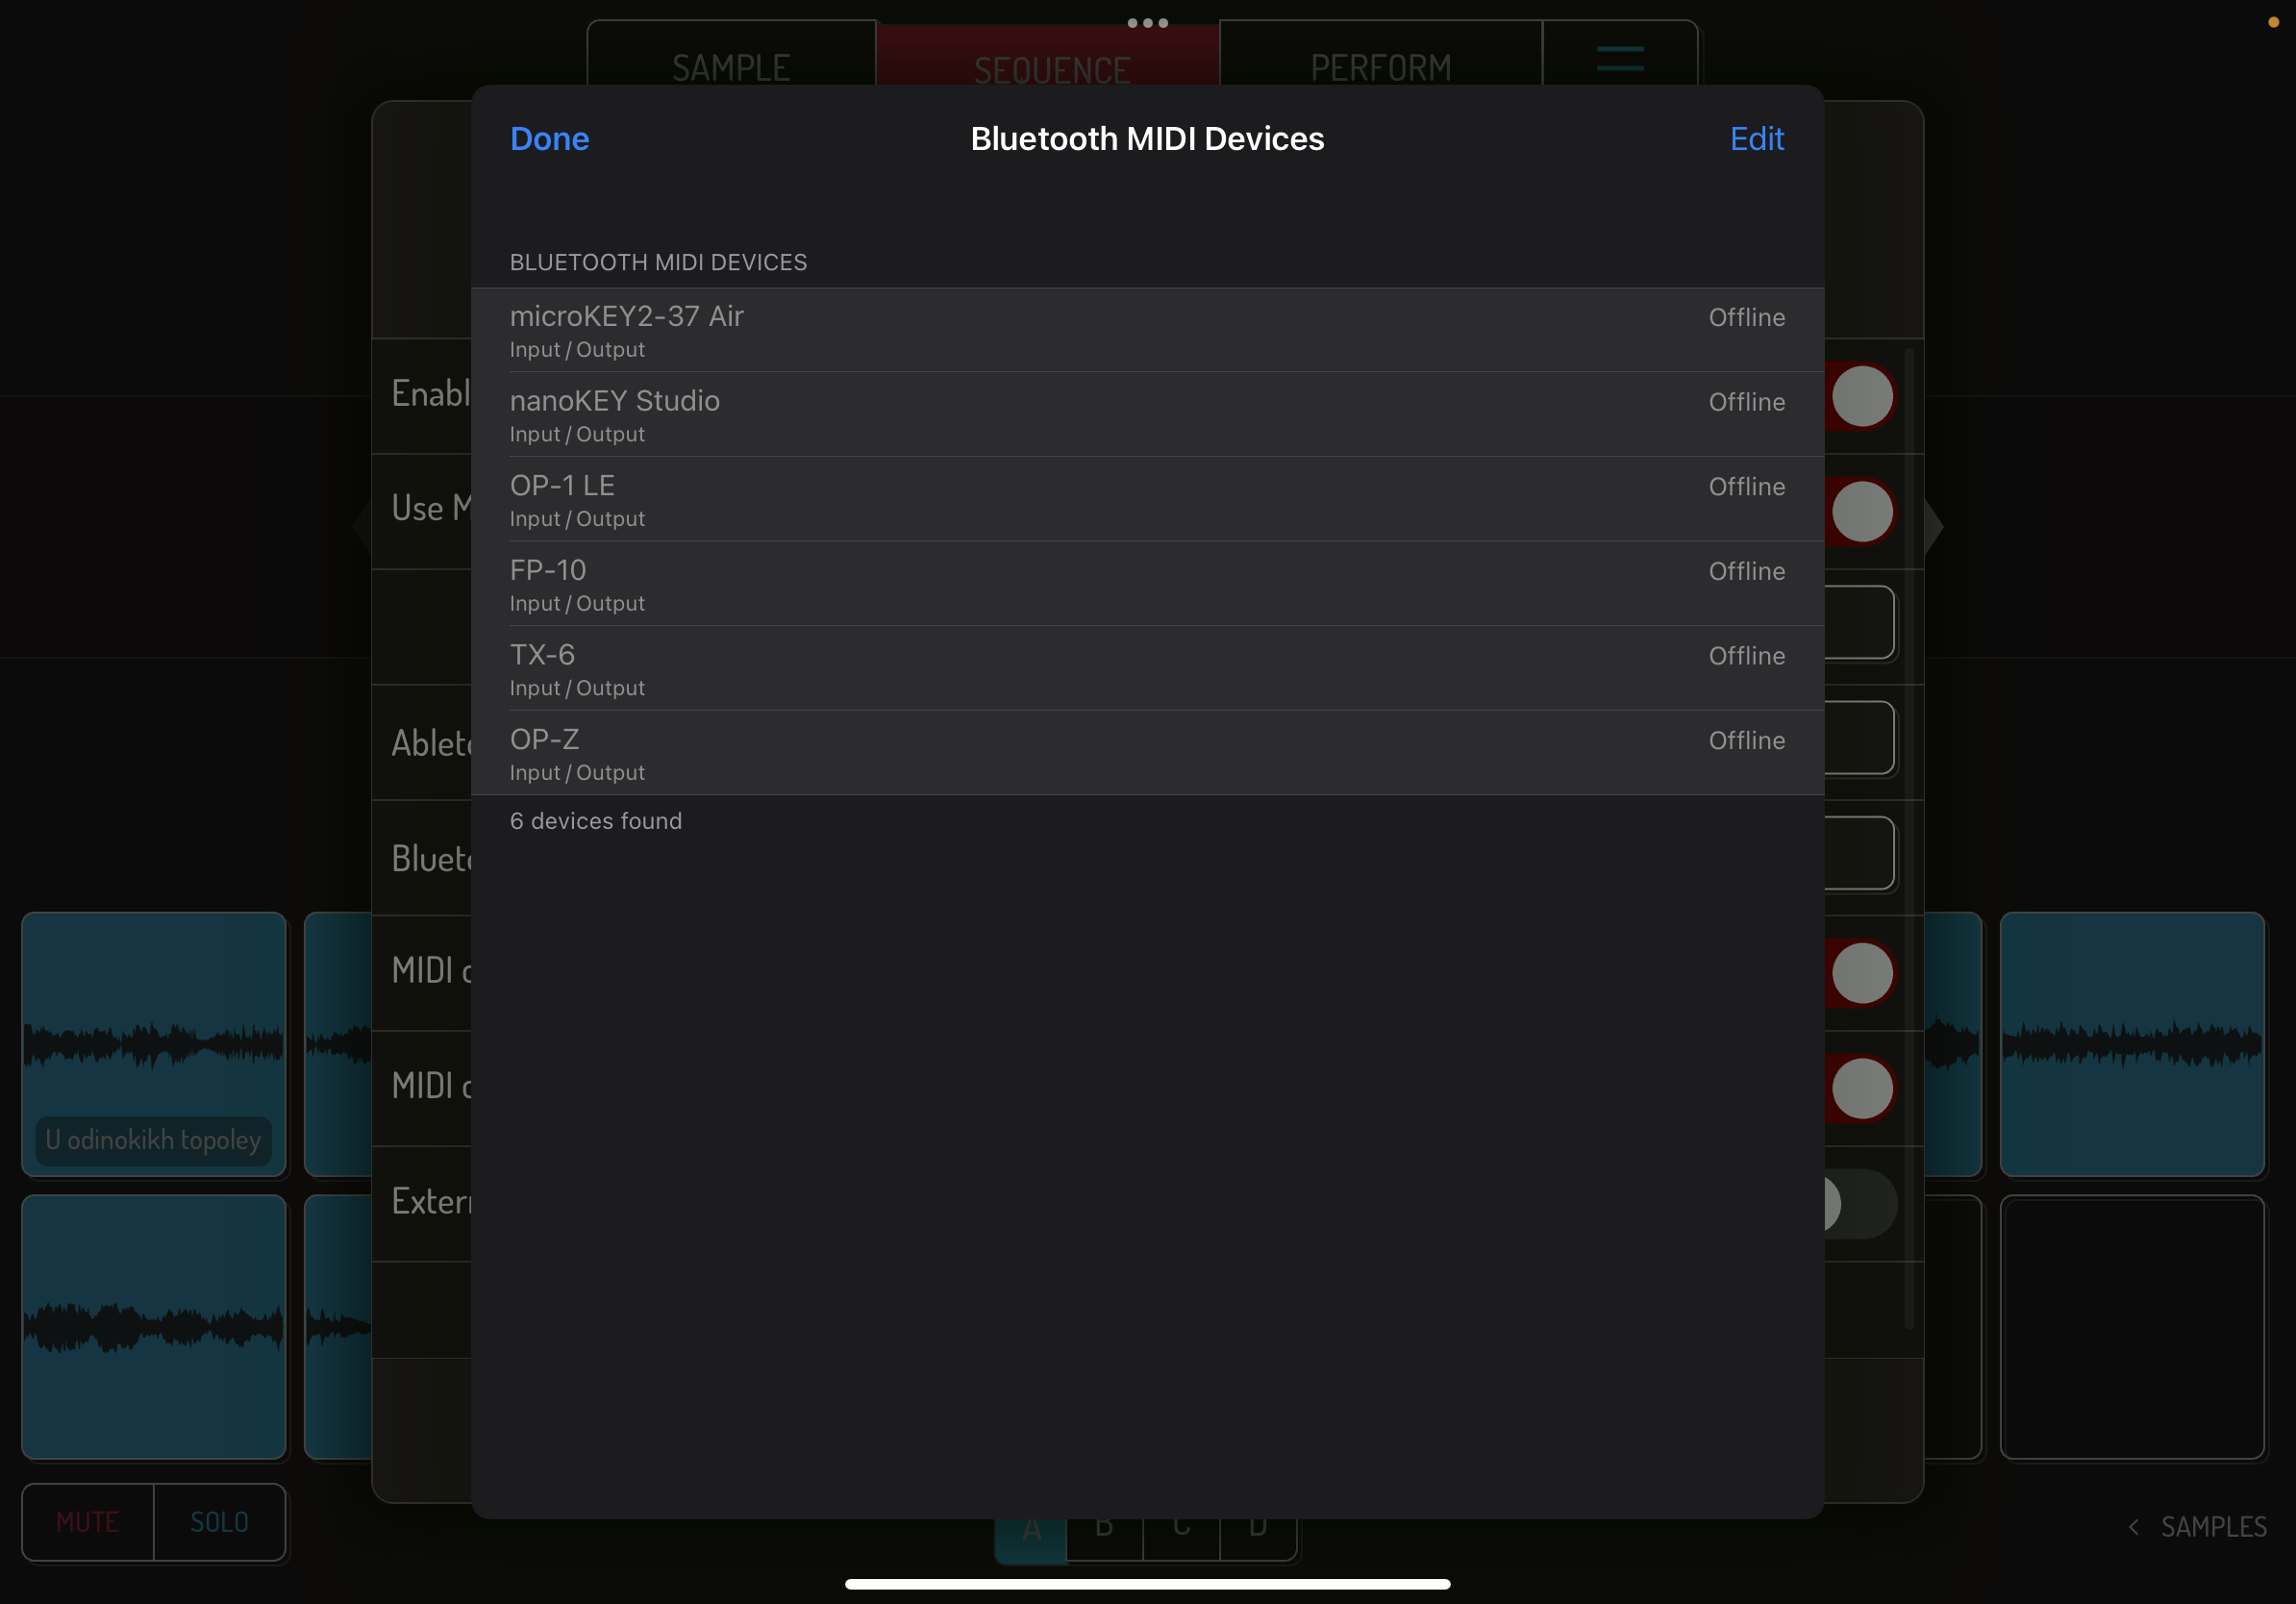 SAMPLE
SEQUENCE
PERFORM
Done
Bluetooth MIDI Devices
Edit
BLUETOOTH MIDI DEVICES
microKEY2-37 Air
Offline
Input / Output
nanoKEY Studio
Offline
Input / Output
OP-1 LE
Offline
Input / Output
FP-10
Offline
Input / Output
TX-6
Offline
Input / Output
OP-Z
Offline
Input / Output
6 devices found
Enabl
Use M
MIDI
MIDI
Exter
U odinokikh topoley
MUTE
SOLO
A
B
C
D
< SAMPLES